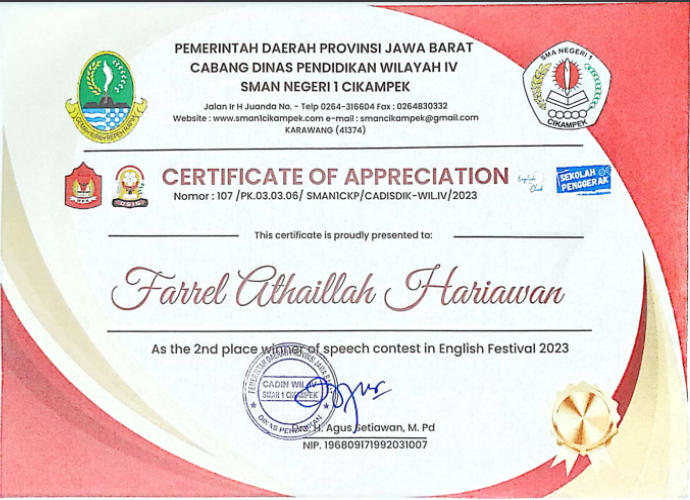 PEMERINTAH DAERAH PROVINSI JAWA BARAT
CABANG DINAS PENDIDIKAN WILAYAH IV
SMAN NEGERI 1 CIKAMPEK
Jalan Ir H Juanda No. - Telp 0264-316604 Fax : 0264830332
Website : www.sman1cikampek.com e-mail : smancikampek@gmail.com
KARAWANG (41374)
SMA NEGERI 1
CIKAMPEK
CERTIFICATE OF APPRECIATION
English Club
SEKOLAH
PENGGERAK
Nomor : 107 /PK.03.03.06/ SMAN1CKP/CADISDIK-WIL.IV/2023
This certificate is proudly presented to:
Farrel Athaillah Hariawan
As the 2nd place winner of speech contest in English Festival 2023
CADIN WIL. IV
SMAN 1 CIKAMPEK
H. Agus Setiawan, M. Pd
NIP. 196809171992031007